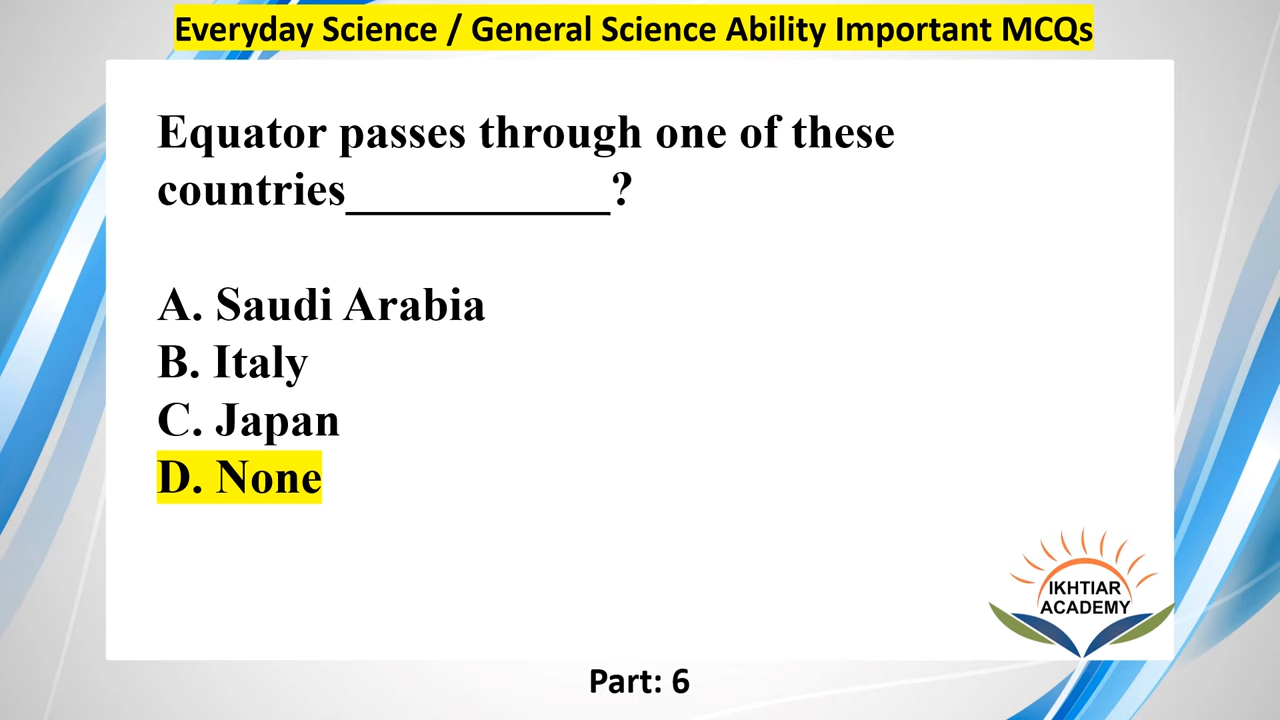 Everyday Science / General Science Ability Important MCQs
Equator passes through one of these
countries___________?
A. Saudi Arabia
B. Italy
C. Japan
D. None
IKHTIAR
ACADEMY
Part: 6